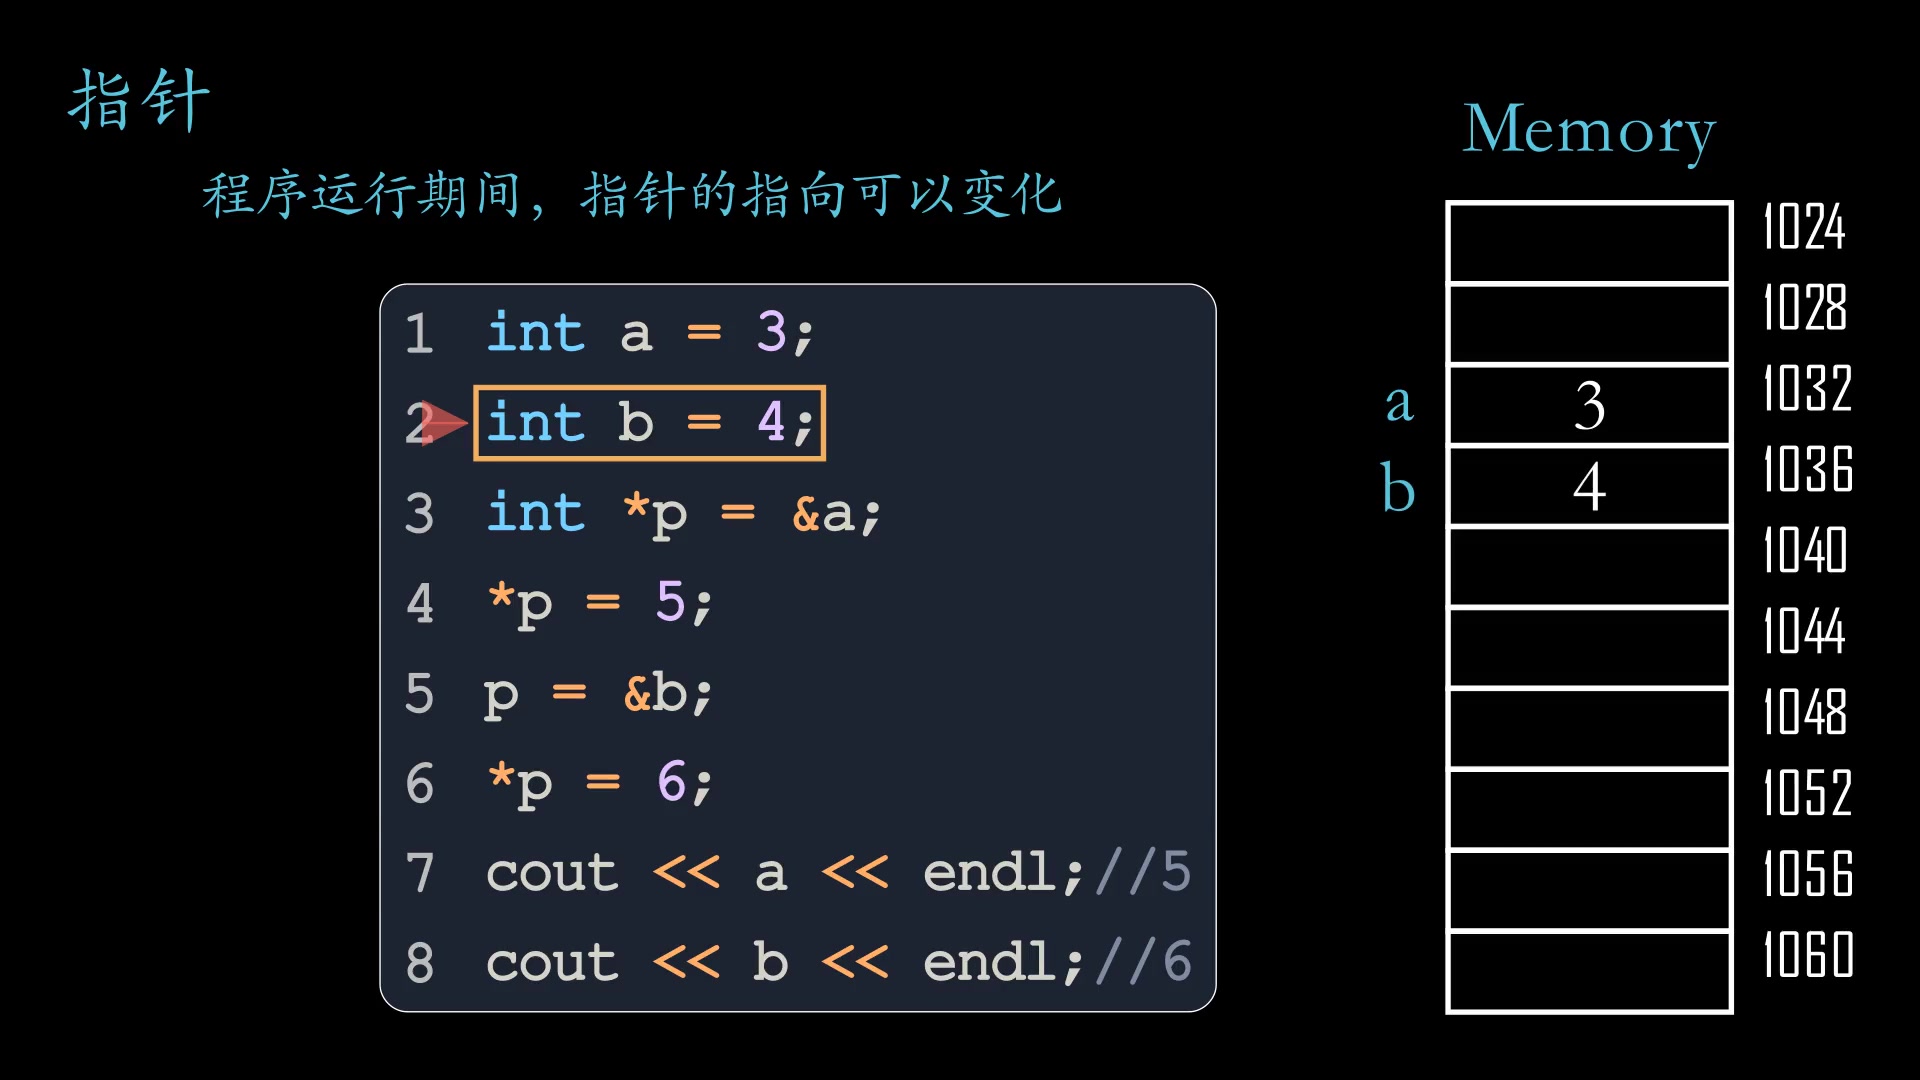 指针
程序运行期间，指针的指向可以变化
1 int a = 3;
2 int b = 4;
3 int *p = &a;
4 *p = 5;
5 p = &b;
6 *p = 6;
7 cout << a << endl;//5
8 cout << b << endl;//6
Memory
1024
1028
a 3 1032
b 4 1036
1040
1044
1048
1052
1056
1060